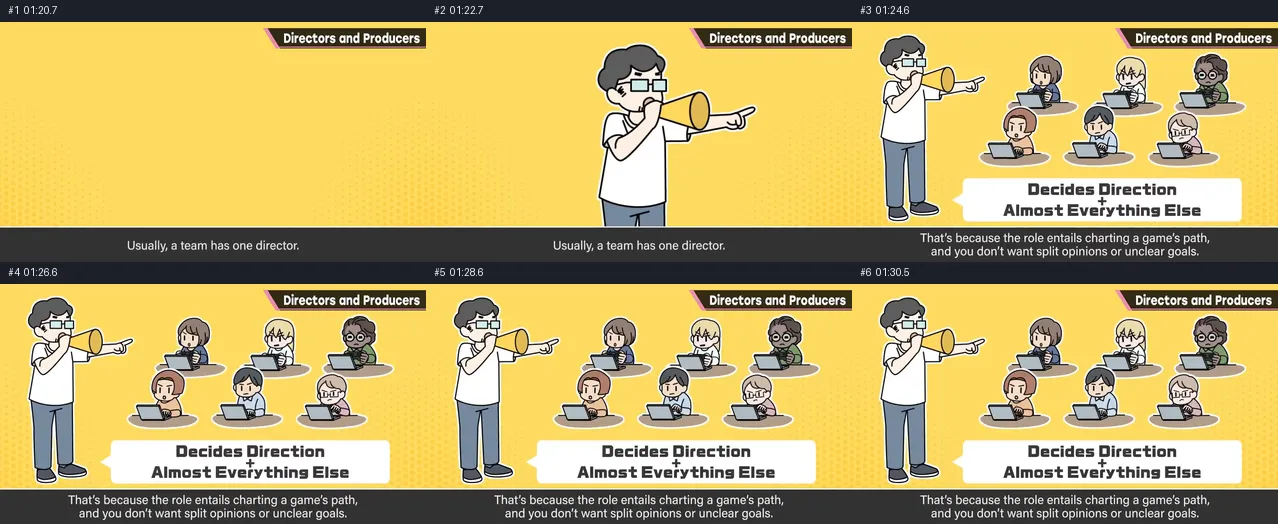 #1 01:20.7
Directors and Producers
Usually, a team has one director.
#2 01:22.7
Directors and Producers
Usually, a team has one director.
#3 01:24.6
Directors and Producers
Decides Direction
+
Almost Everything Else
That's because the role entails charting a game's path,
and you don't want split opinions or unclear goals.
#4 01:26.6
Directors and Producers
Decides Direction
+
Almost Everything Else
That's because the role entails charting a game's path,
and you don't want split opinions or unclear goals.
#5 01:28.6
Directors and Producers
Decides Direction
+
Almost Everything Else
That's because the role entails charting a game's path,
and you don't want split opinions or unclear goals.
#6 01:30.5
Directors and Producers
Decides Direction
+
Almost Everything Else
That's because the role entails charting a game's path,
and you don't want split opinions or unclear goals.